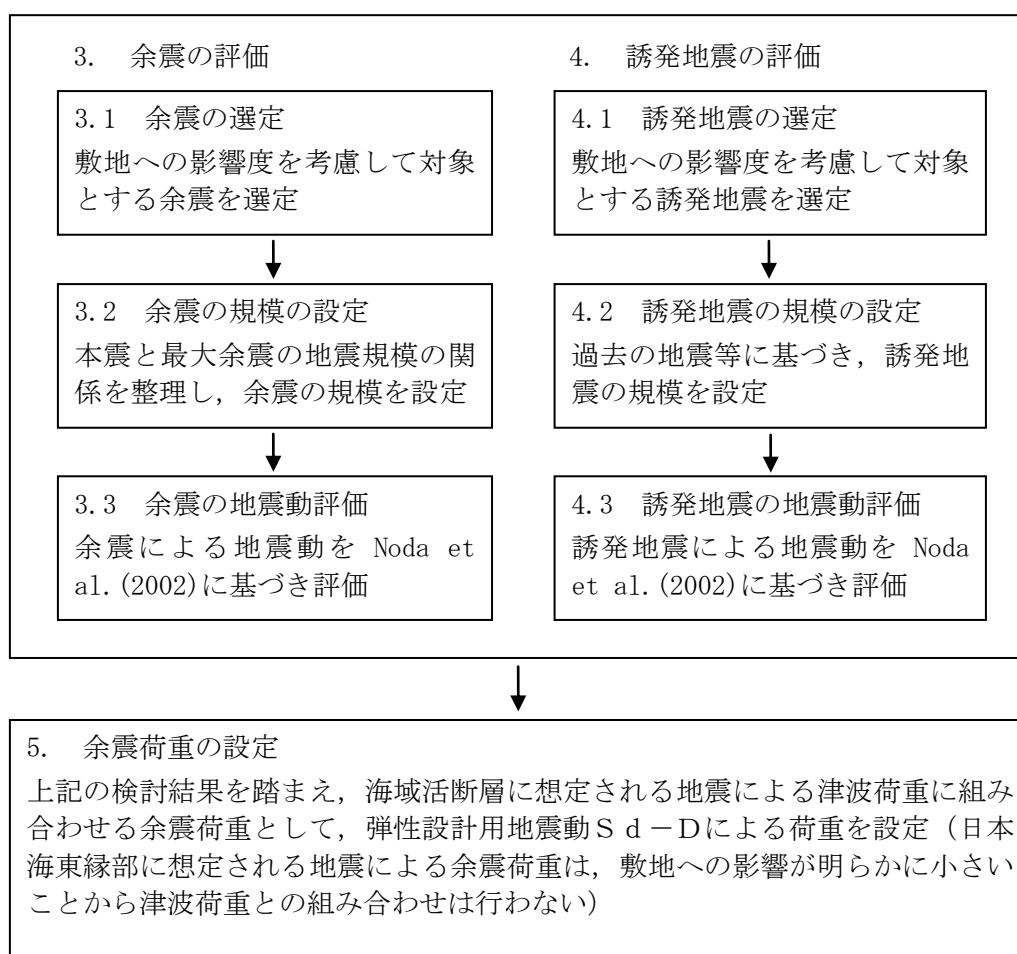 3. 余震の評価
3.1 余震の選定
敷地への影響度を考慮して対象
とする余震を選定
3.2 余震の規模の設定
本震と最大余震の地震規模の関
係を整理し，余震の規模を設定
3.3 余震の地震動評価
余震による地震動を Noda et
al.(2002)に基づき評価
4. 誘発地震の評価
4.1 誘発地震の選定
敷地への影響度を考慮して対象
とする誘発地震を選定
4.2 誘発地震の規模の設定
過去の地震等に基づき，誘発地
震の規模を設定
4.3 誘発地震の地震動評価
誘発地震による地震動を Noda
et al.(2002)に基づき評価
5. 余震荷重の設定
上記の検討結果を踏まえ，海域活断層に想定される地震による津波荷重に組み
合わせる余震荷重として，弾性設計用地震動Ｓｄ－Ｄによる荷重を設定（日本
海東縁部に想定される地震による余震荷重は，敷地への影響が明らかに小さい
ことから津波荷重との組み合わせは行わない）